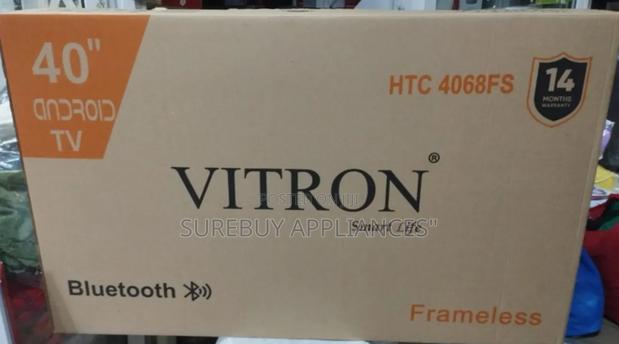 40"
ANDROID
TV
HTC 4068FS
14
MONTHS
WARRANTY
VITRON®
Smart Life
SUREBUY APPLIANCES"
Bluetooth
Frameless